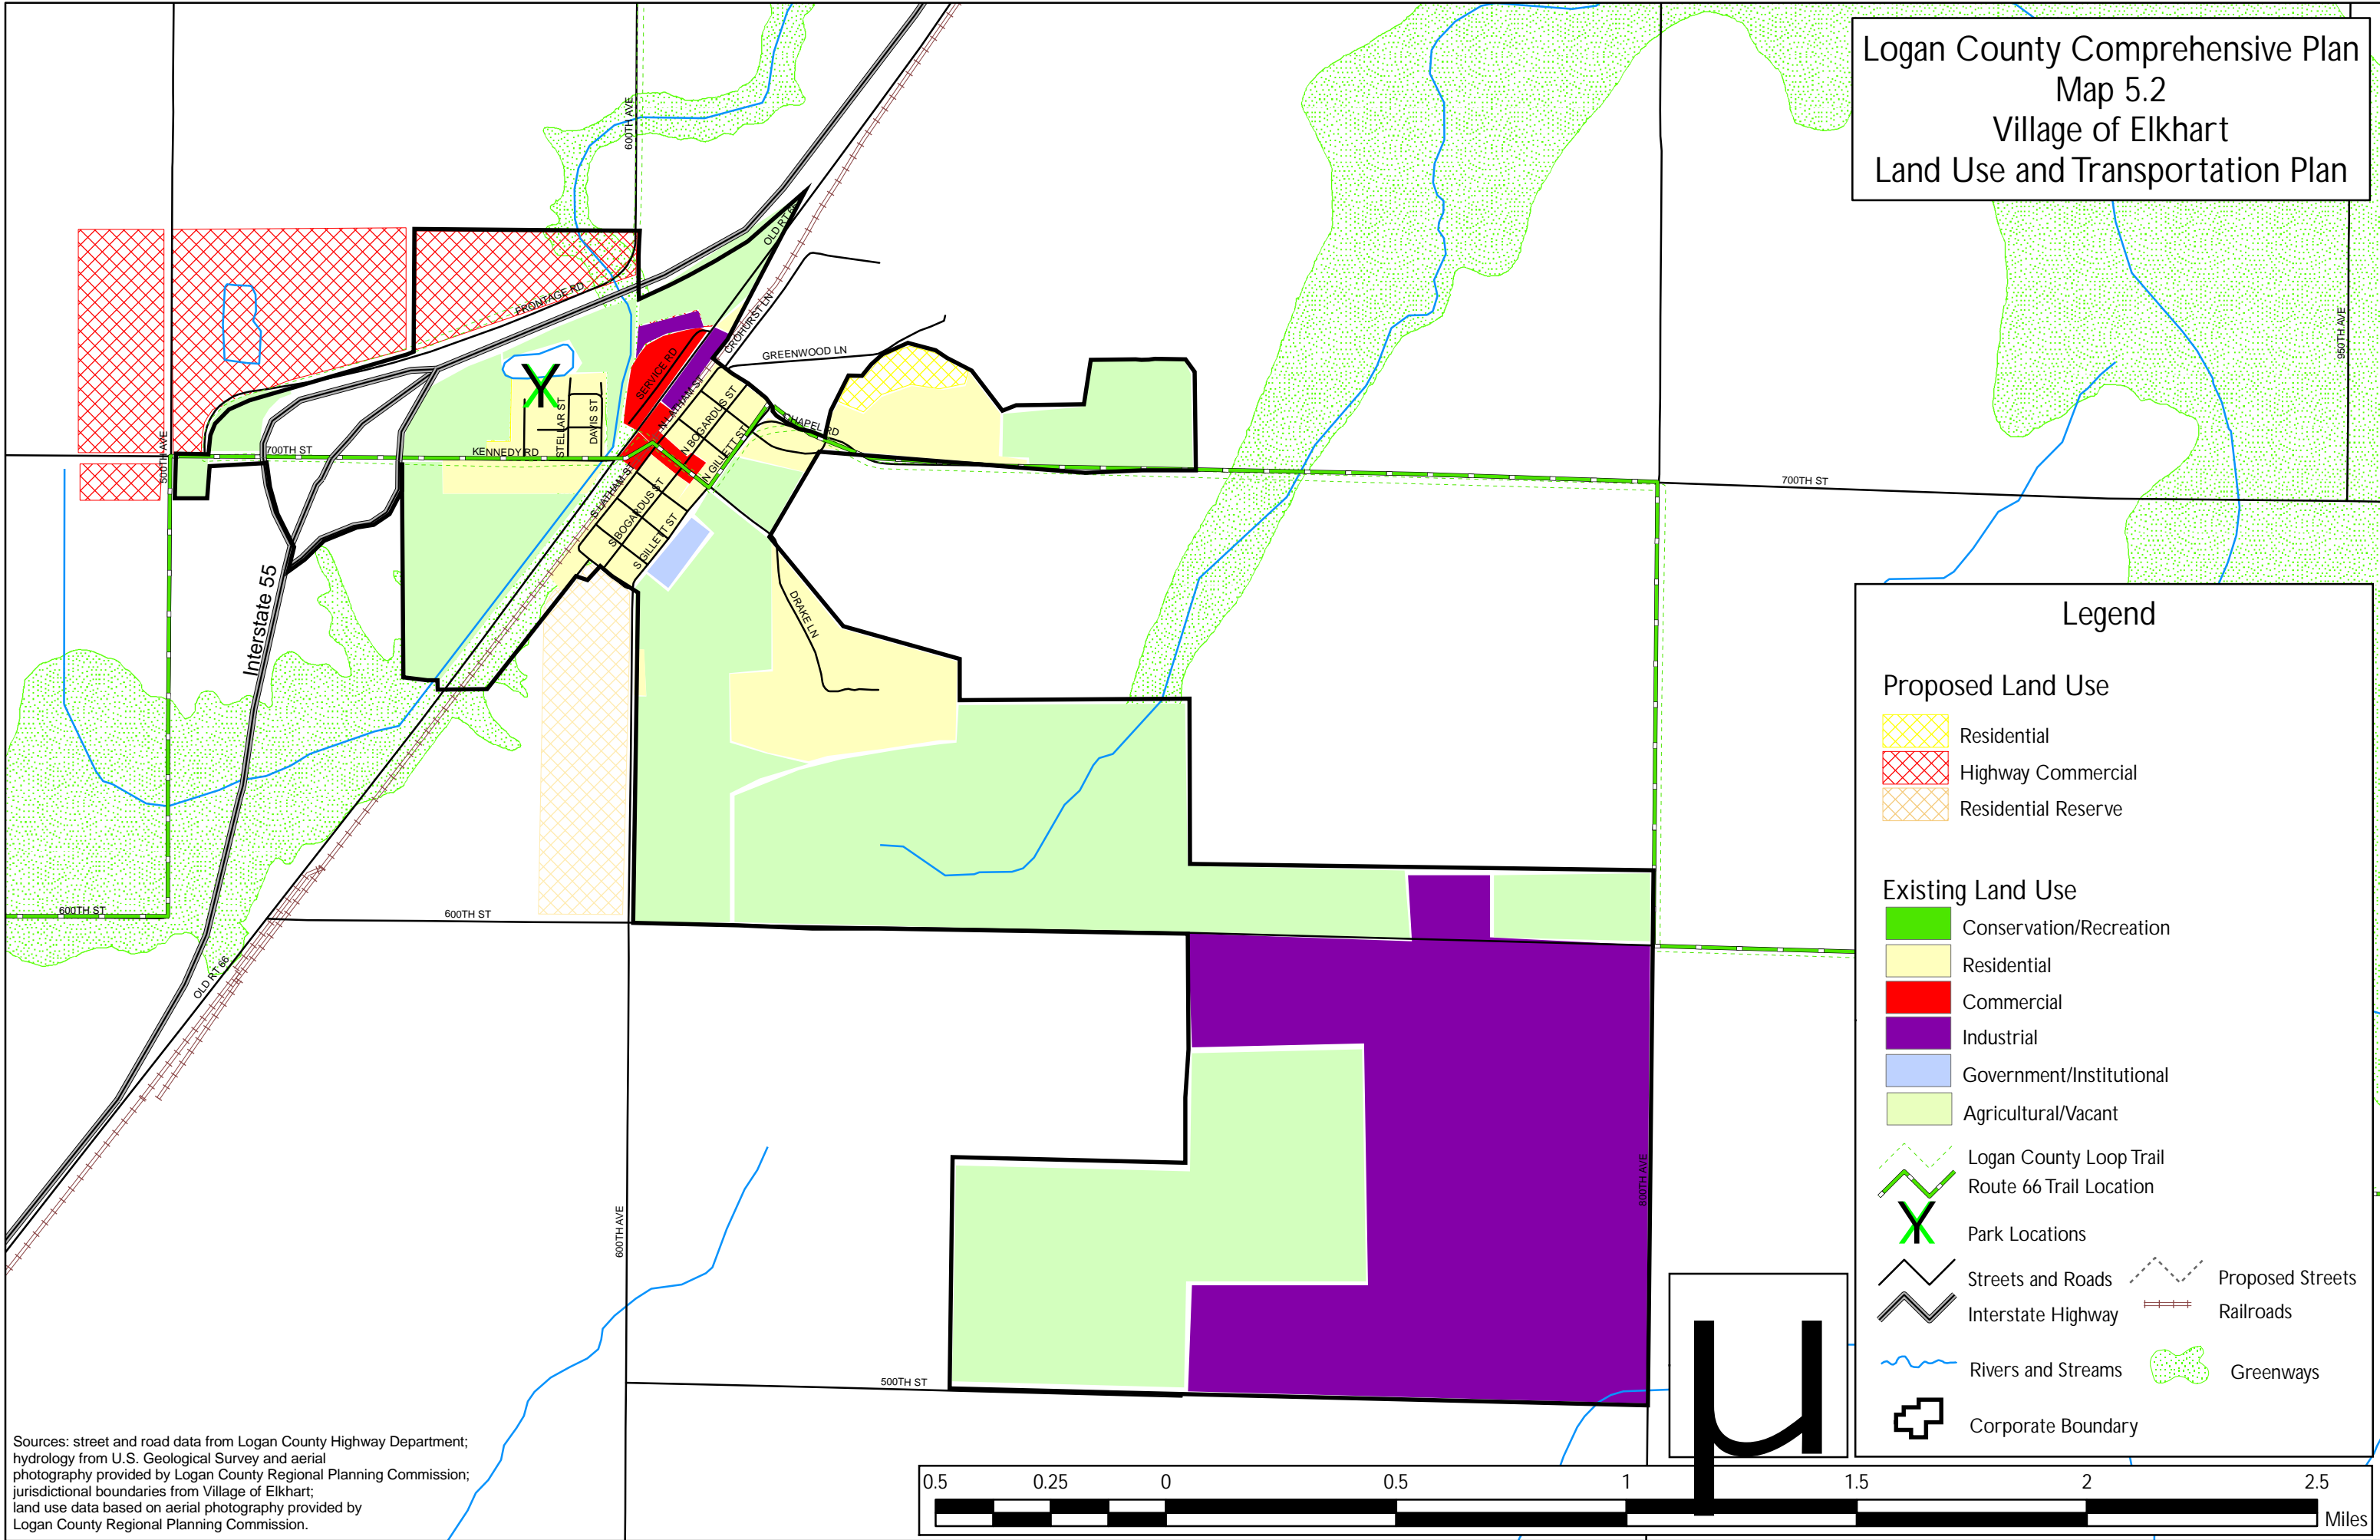 Logan County Comprehensive Plan
Map 5.2
Village of Elkhart
Land Use and Transportation Plan
600TH AVE
OLD RT 66
FRONTAGE RD
CROHURST LN
SERVICE RD
GREENWOOD LN
950TH AVE
N LATHAM ST
N BOGARDUS ST
STELLAR ST
DAVIS ST
N GILLETT ST
CHAPEL RD
500TH AVE
700TH ST
KENNEDY RD
700TH ST
S LATHAM ST
S BOGARDUS ST
S GILLETT ST
Interstate 55
DRAKE LN
600TH ST
600TH ST
OLD RT 66
600TH AVE
800TH AVE
500TH ST
Legend
Proposed Land Use
Residential
Highway Commercial
Residential Reserve
Existing Land Use
Conservation/Recreation
Residential
Commercial
Industrial
Government/Institutional
Agricultural/Vacant
Logan County Loop Trail
Route 66 Trail Location
Park Locations
Streets and Roads
Proposed Streets
Interstate Highway
Railroads
Rivers and Streams
Greenways
Corporate Boundary
µ
Sources: street and road data from Logan County Highway Department;
hydrology from U.S. Geological Survey and aerial
photography provided by Logan County Regional Planning Commission;
jurisdictional boundaries from Village of Elkhart;
land use data based on aerial photography provided by
Logan County Regional Planning Commission.
0.5 0.25 0 0.5 1 1.5 2 2.5
Miles